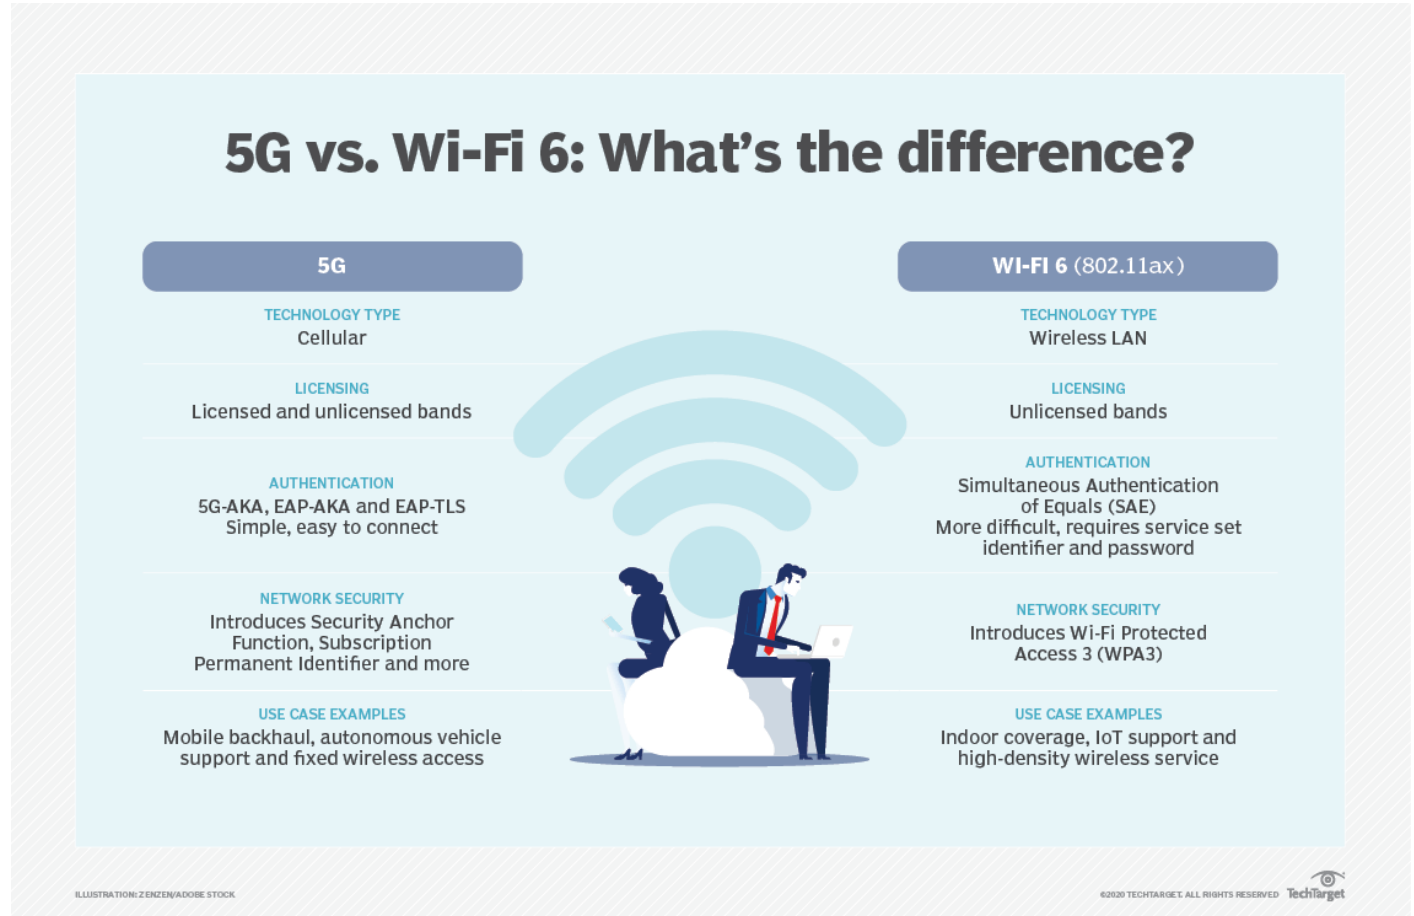 5G vs. Wi-Fi 6: What's the difference?
5G
TECHNOLOGY TYPE
Cellular
LICENSING
Licensed and unlicensed bands
AUTHENTICATION
5G-AKA, EAP-AKA and EAP-TLS
Simple, easy to connect
NETWORK SECURITY
Introduces Security Anchor
Function, Subscription
Permanent Identifier and more
USE CASE EXAMPLES
Mobile backhaul, autonomous vehicle
support and fixed wireless access
WI-FI 6 (802.11ax)
TECHNOLOGY TYPE
Wireless LAN
LICENSING
Unlicensed bands
AUTHENTICATION
Simultaneous Authentication
of Equals (SAE)
More difficult, requires service set
identifier and password
NETWORK SECURITY
Introduces Wi-Fi Protected
Access 3 (WPA3)
USE CASE EXAMPLES
Indoor coverage, IoT support and
high-density wireless service
ILLUSTRATION: ZENZEN/ADOBE STOCK
©2020 TECHTARGET. ALL RIGHTS RESERVED TechTarget